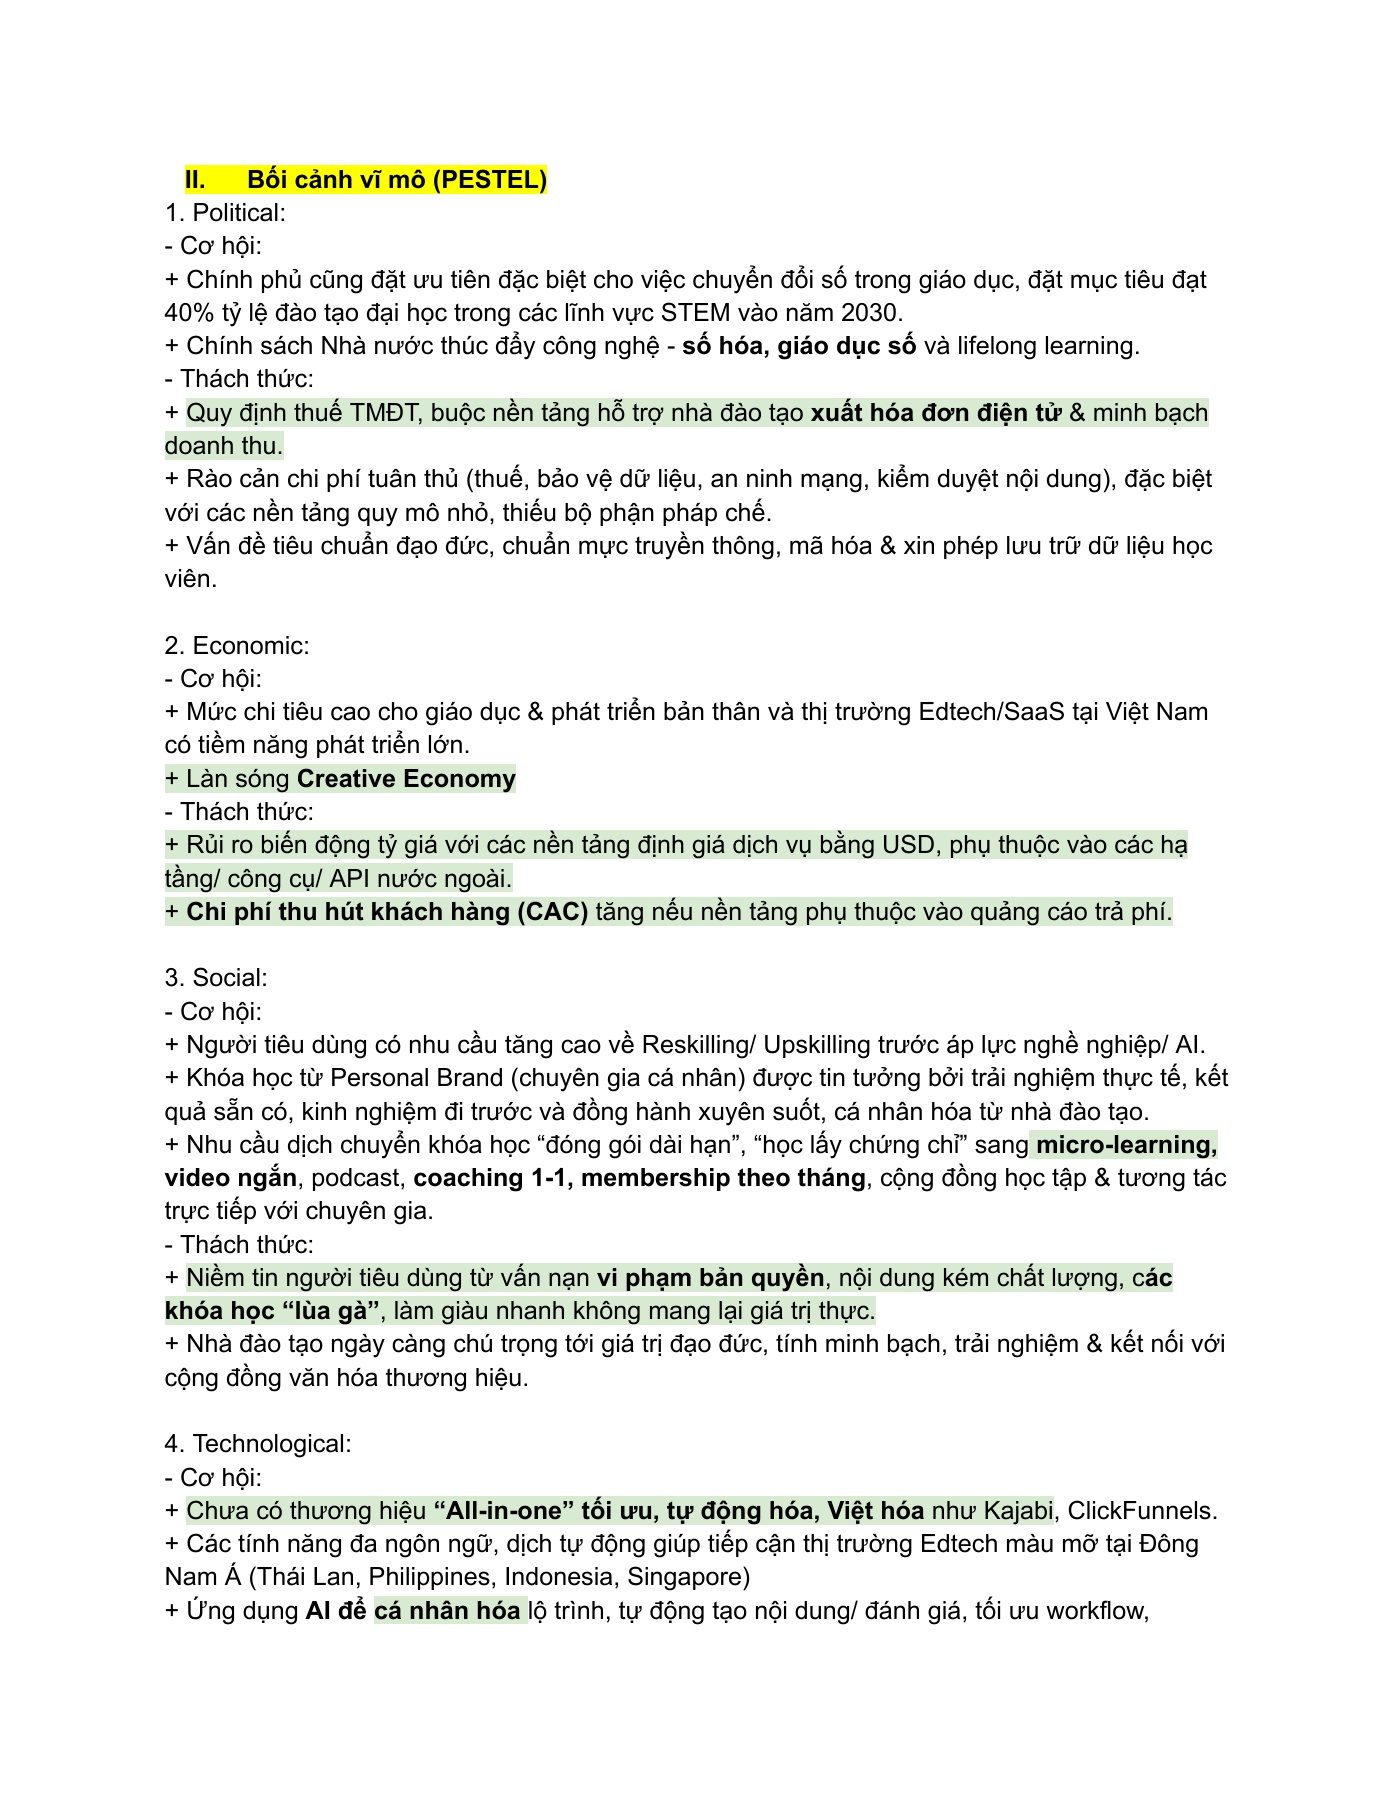 II. Bối cảnh vĩ mô (PESTEL)
1. Political:
- Cơ hội:
+ Chính phủ cũng đặt ưu tiên đặc biệt cho việc chuyển đổi số trong giáo dục, đặt mục tiêu đạt
40% tỷ lệ đào tạo đại học trong các lĩnh vực STEM vào năm 2030.
+ Chính sách Nhà nước thúc đẩy công nghệ - số hóa, giáo dục số và lifelong learning.
- Thách thức:
+ Quy định thuế TMĐT, buộc nền tảng hỗ trợ nhà đào tạo xuất hóa đơn điện tử & minh bạch
doanh thu.
+ Rào cản chi phí tuân thủ (thuế, bảo vệ dữ liệu, an ninh mạng, kiểm duyệt nội dung), đặc biệt
với các nền tảng quy mô nhỏ, thiếu bộ phận pháp chế.
+ Vấn đề tiêu chuẩn đạo đức, chuẩn mực truyền thông, mã hóa & xin phép lưu trữ dữ liệu học
viên.
2. Economic:
- Cơ hội:
+ Mức chi tiêu cao cho giáo dục & phát triển bản thân và thị trường Edtech/SaaS tại Việt Nam
có tiềm năng phát triển lớn.
+ Làn sóng Creative Economy
- Thách thức:
+ Rủi ro biến động tỷ giá với các nền tảng định giá dịch vụ bằng USD, phụ thuộc vào các hạ
tầng/ công cụ/ API nước ngoài.
+ Chi phí thu hút khách hàng (CAC) tăng nếu nền tảng phụ thuộc vào quảng cáo trả phí.
3. Social:
- Cơ hội:
+ Người tiêu dùng có nhu cầu tăng cao về Reskilling/ Upskilling trước áp lực nghề nghiệp/ AI.
+ Khóa học từ Personal Brand (chuyên gia cá nhân) được tin tưởng bởi trải nghiệm thực tế, kết
quả sẵn có, kinh nghiệm đi trước và đồng hành xuyên suốt, cá nhân hóa từ nhà đào tạo.
+ Nhu cầu dịch chuyển khóa học “đóng gói dài hạn”, “học lấy chứng chỉ” sang micro-learning,
video ngắn, podcast, coaching 1-1, membership theo tháng, cộng đồng học tập & tương tác
trực tiếp với chuyên gia.
- Thách thức:
+ Niềm tin người tiêu dùng từ vấn nạn vi phạm bản quyền, nội dung kém chất lượng, các
khóa học “lùa gà”, làm giàu nhanh không mang lại giá trị thực.
+ Nhà đào tạo ngày càng chú trọng tới giá trị đạo đức, tính minh bạch, trải nghiệm & kết nối với
cộng đồng văn hóa thương hiệu.
4. Technological:
- Cơ hội:
+ Chưa có thương hiệu “All-in-one” tối ưu, tự động hóa, Việt hóa như Kajabi, ClickFunnels.
+ Các tính năng đa ngôn ngữ, dịch tự động giúp tiếp cận thị trường Edtech màu mỡ tại Đông
Nam Á (Thái Lan, Philippines, Indonesia, Singapore)
+ Ứng dụng AI để cá nhân hóa lộ trình, tự động tạo nội dung/ đánh giá, tối ưu workflow,